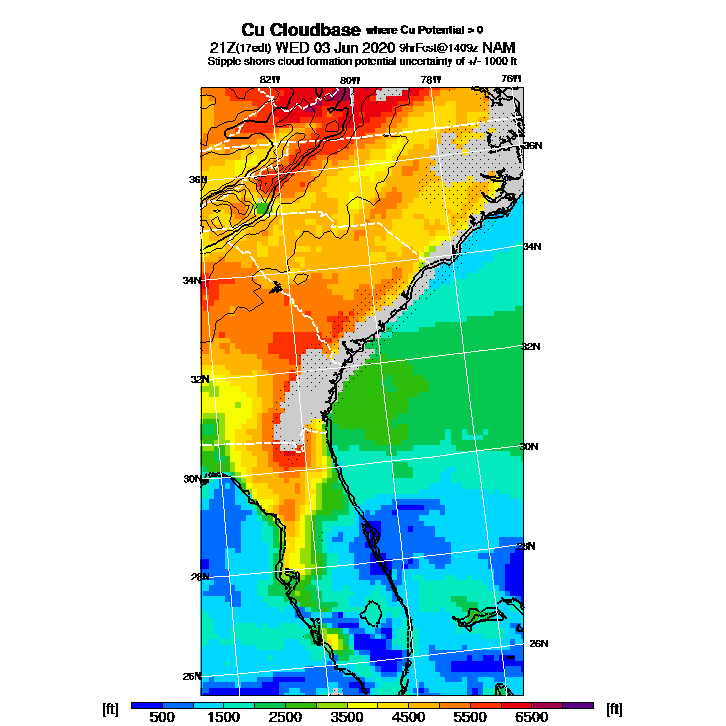 Cu Cloudbase where Cu Potential > 0
21Z(17edt) WED 03 Jun 2020 9hrFcst@1409z NAM
Stipple shows cloud formation potential uncertainty of +/- 1000 ft
82W 80W 78W 76W
36N
36N
34N
34N
32N
32N
30N
30N
28N
28N
26N
26N
[ft] 500 1500 2500 3500 4500 5500 6500 [ft]